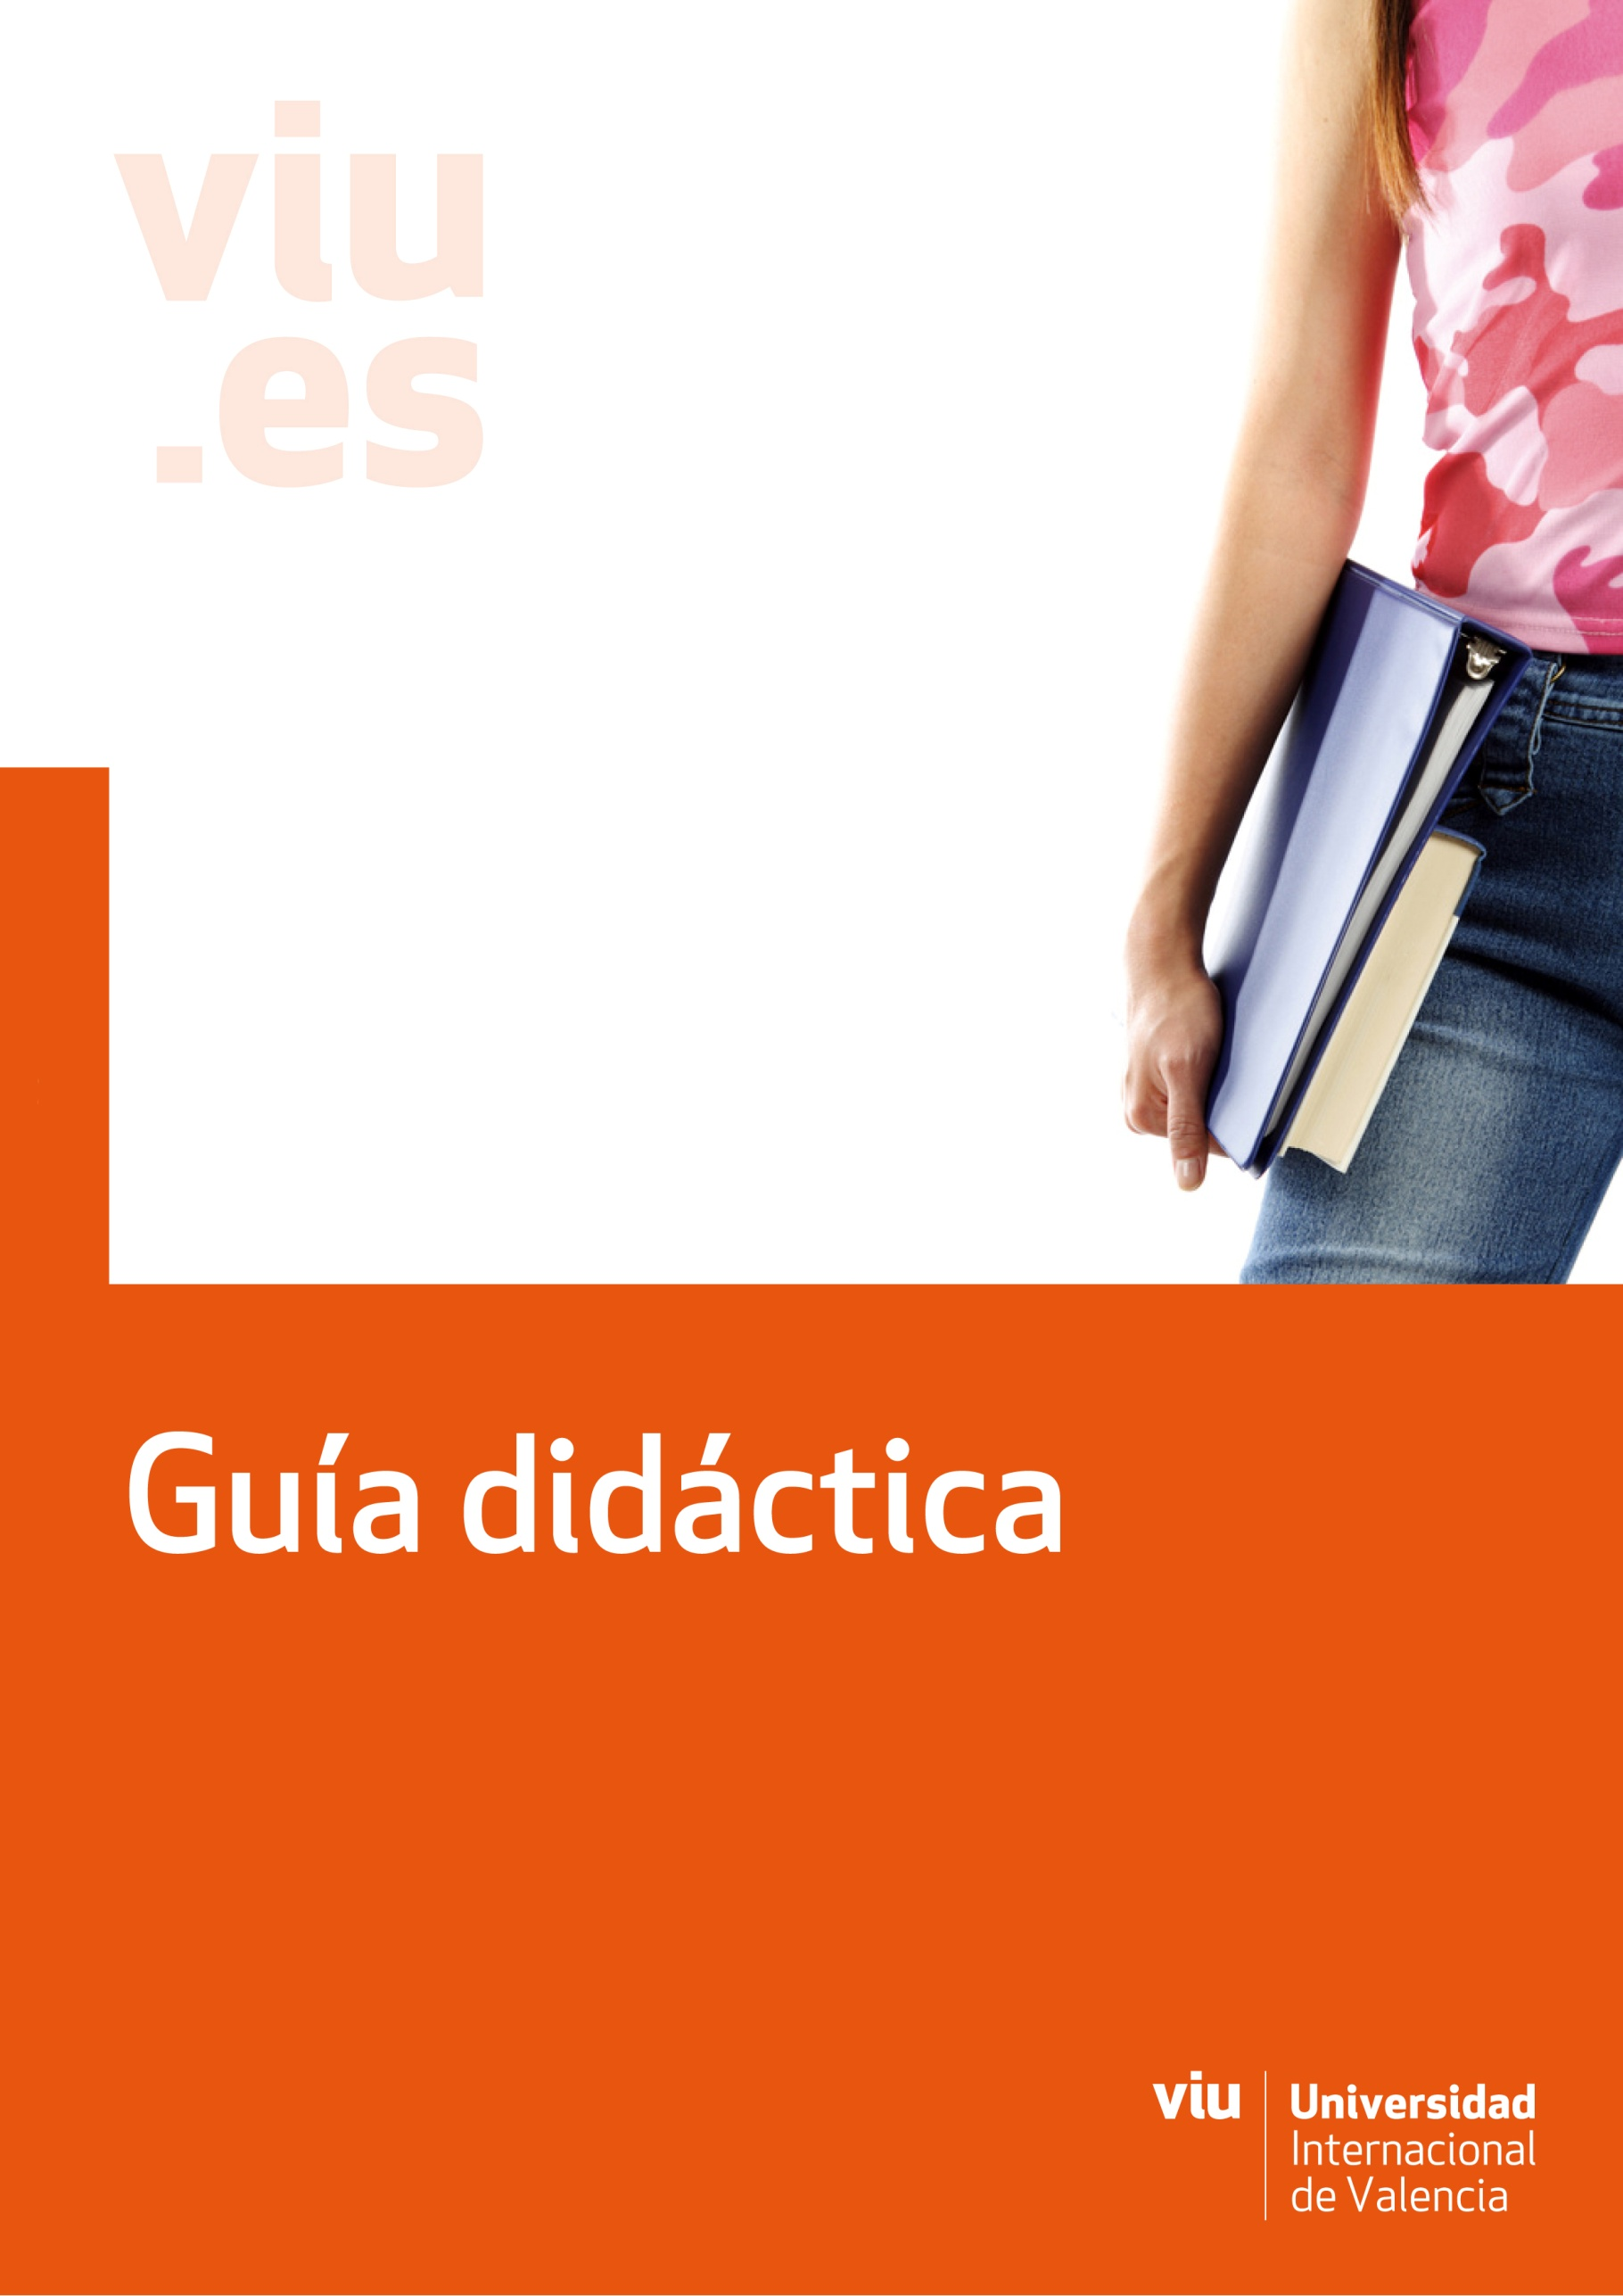 viu
.es
Guía didáctica
viu
Universidad
Internacional
de Valencia